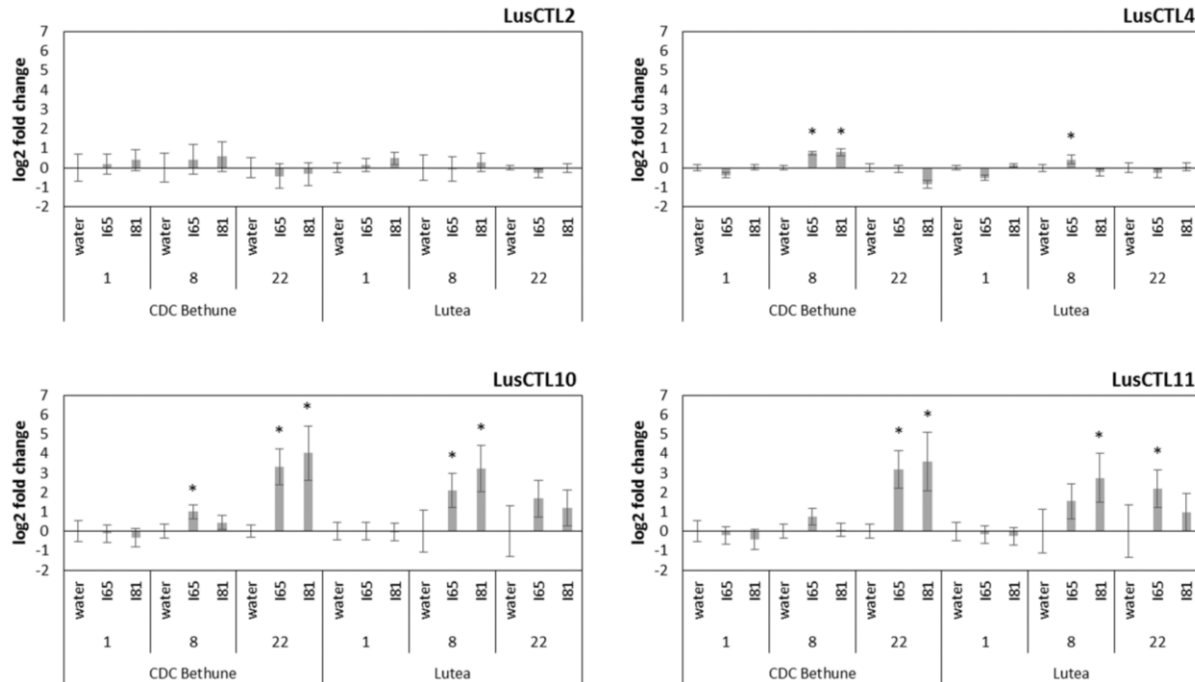 LusCTL2
log2 fold change
7
6
5
4
3
2
1
0
-1
-2
water I65 I81 water I65 I81 water I65 I81 water I65 I81 water I65 I81 water I65 I81
1 8 22 1 8 22
CDC Bethune Lutea
LusCTL4
log2 fold change
7
6
5
4
3
2
1
0
-1
-2
* * *
water I65 I81 water I65 I81 water I65 I81 water I65 I81 water I65 I81 water I65 I81
1 8 22 1 8 22
CDC Bethune Lutea
LusCTL10
log2 fold change
7
6
5
4
3
2
1
0
-1
-2
* * * * *
water I65 I81 water I65 I81 water I65 I81 water I65 I81 water I65 I81 water I65 I81
1 8 22 1 8 22
CDC Bethune Lutea
LusCTL11
log2 fold change
7
6
5
4
3
2
1
0
-1
-2
* * * *
water I65 I81 water I65 I81 water I65 I81 water I65 I81 water I65 I81 water I65 I81
1 8 22 1 8 22
CDC Bethune Lutea